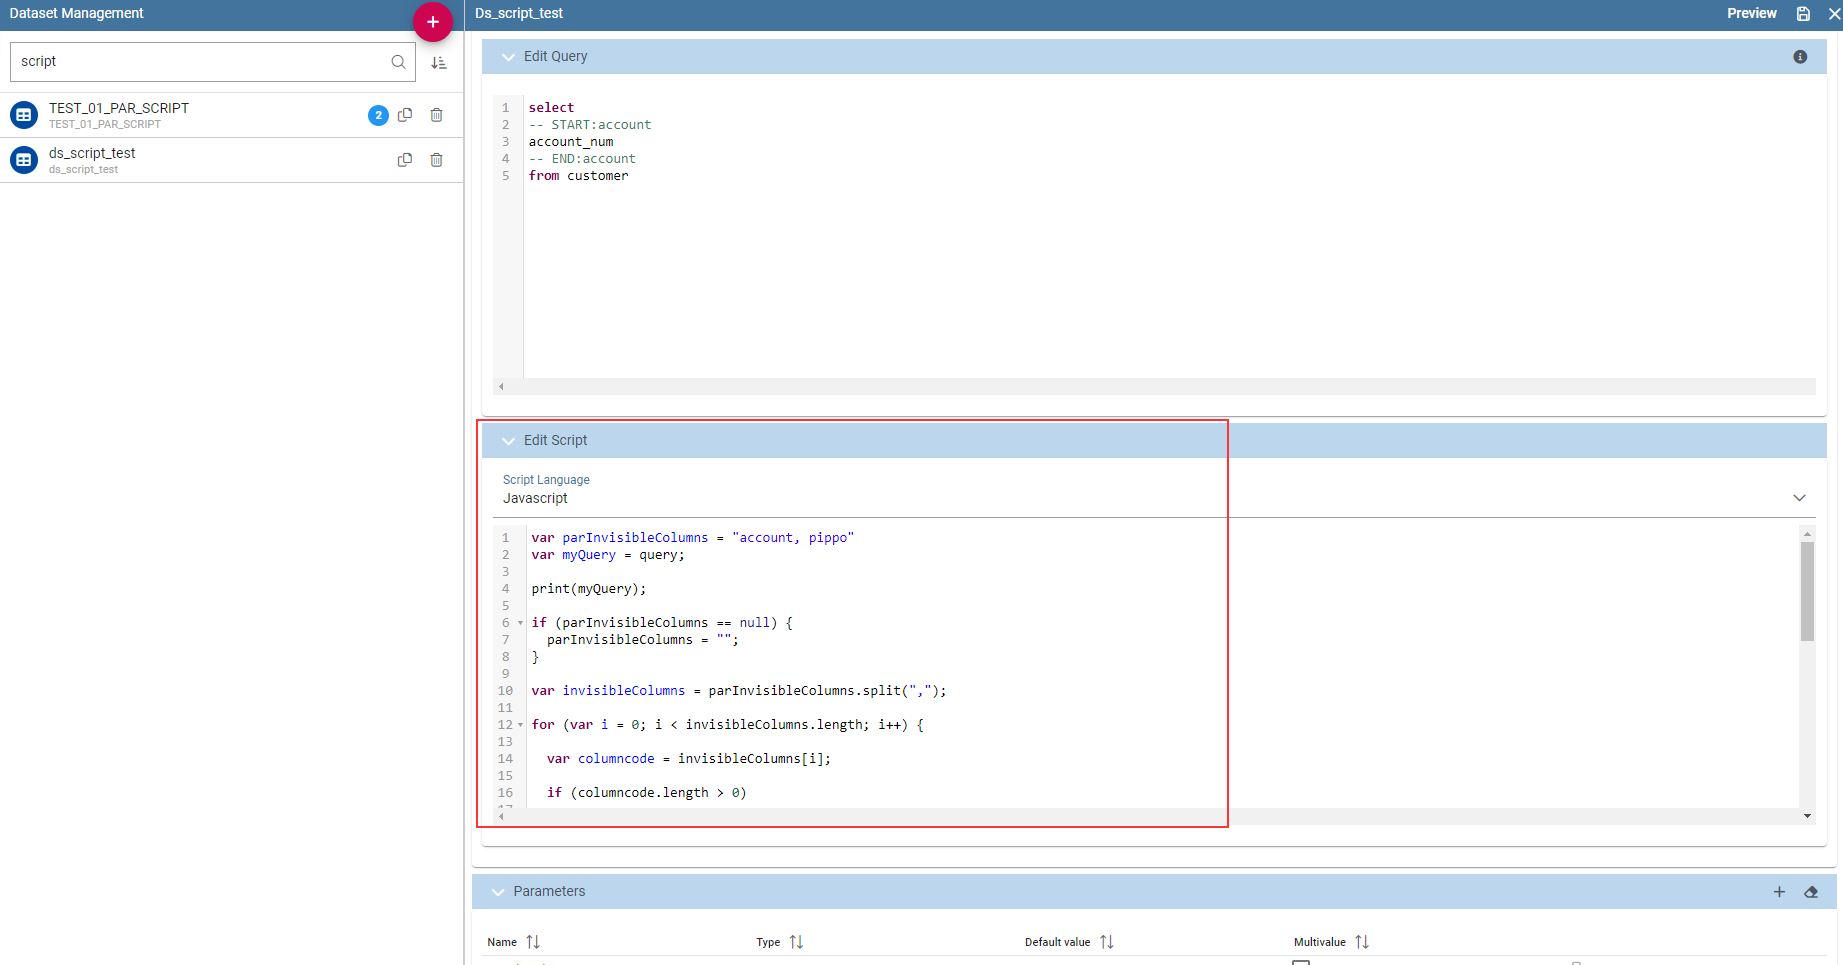 Dataset Management
+
Ds_script_test
Preview
script
TEST_01_PAR_SCRIPT
TEST_01_PAR_SCRIPT
2
ds_script_test
ds_script_test
Edit Query
1 select
2 -- START:account
3 account_num
4 -- END:account
5 from customer
Edit Script
Script Language
Javascript
1 var parInvisibleColumns = "account, pippo"
2 var myQuery = query;
3
4 print(myQuery);
5
6 if (parInvisibleColumns == null) {
7 parInvisibleColumns = "";
8 }
9
10 var invisibleColumns = parInvisibleColumns.split(",");
11
12 for (var i = 0; i < invisibleColumns.length; i++) {
13
14 var columncode = invisibleColumns[i];
15
16 if (columncode.length > 0)
17
Parameters
Name
Type
Default value
Multivalue